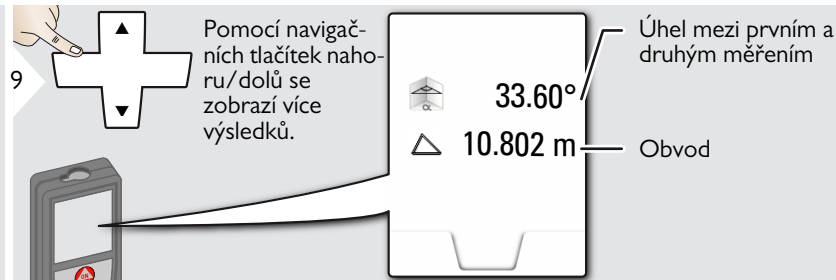 9
Pomocí navigač-
ních tlačítek naho-
ru/dolů se
zobrazí více
výsledků.
33.60°
α
10.802 m
Úhel mezi prvním a
druhým měřením
Obvod
ON